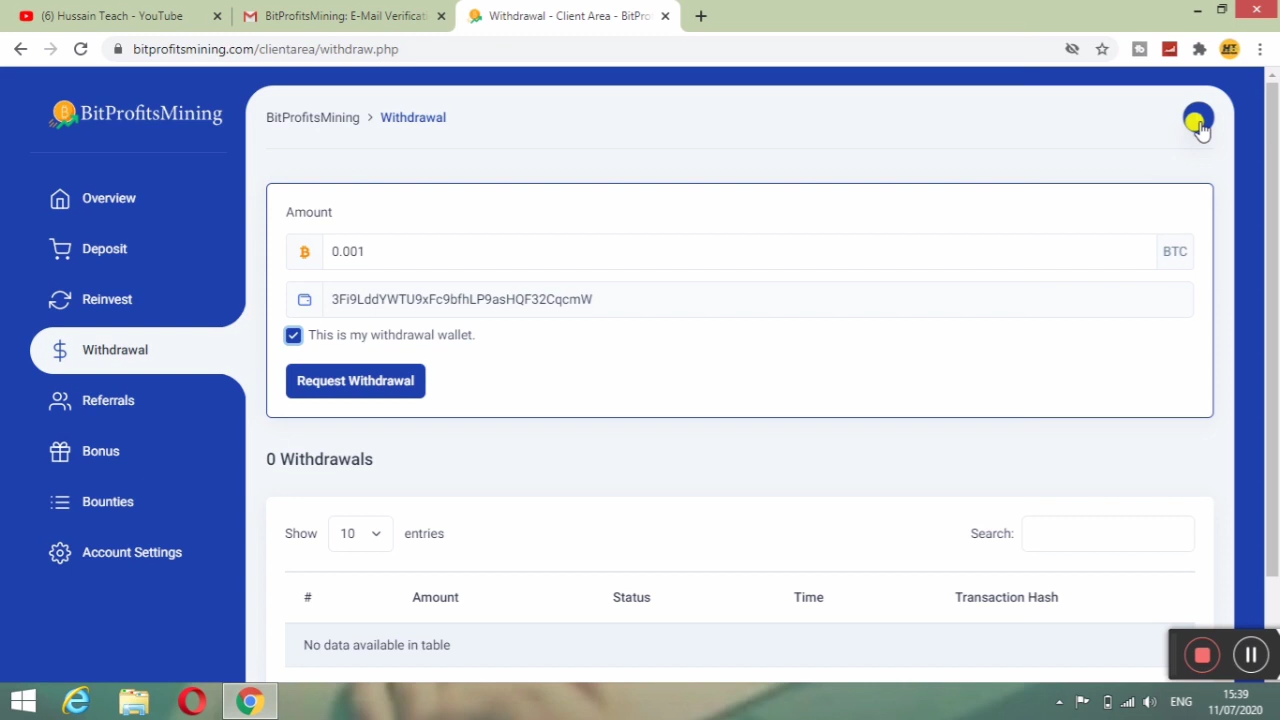 (6) Hussain Teach - YouTube
BitProfitsMining: E-Mail Verificat
Withdrawal - Client Area - BitPro
bitprofitsmining.com/clientarea/withdraw.php
HT
BitProfitsMining
BitProfitsMining > Withdrawal
Overview
Deposit
Reinvest
Withdrawal
Referrals
Bonus
Bounties
Account Settings
Amount
0.001 BTC
3Fi9LddYWTU9xFc9bfhLP9asHQF32CqcmW
This is my withdrawal wallet.
Request Withdrawal
0 Withdrawals
Show 10 entries
Search:
# Amount Status Time Transaction Hash
No data available in table
ENG
15:39
11/07/2020